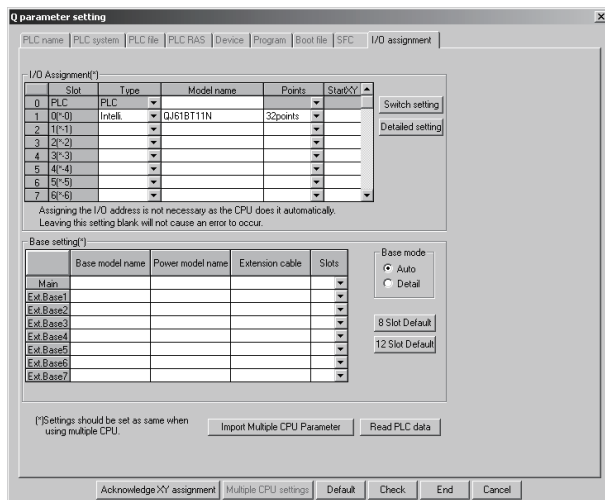 Q parameter setting
PLC name PLC system PLC file PLC RAS Device Program Boot file SFC I/O assignment
I/O Assignment(*)
Slot Type Model name Points StartXY
0 PLC PLC
1 0(*-0) Intelli. QJ61BT11N 32points
2 1(*-1)
3 2(*-2)
4 3(*-3)
5 4(*-4)
6 5(*-5)
7 6(*-6)
Switch setting
Detailed setting
Assigning the I/O address is not necessary as the CPU does it automatically.
Leaving this setting blank will not cause an error to occur.
Base setting(*)
Base model name Power model name Extension cable Slots
Main
Ext.Base1
Ext.Base2
Ext.Base3
Ext.Base4
Ext.Base5
Ext.Base6
Ext.Base7
Base mode
Auto
Detail
8 Slot Default
12 Slot Default
(*)Settings should be set as same when
using multiple CPU.
Import Multiple CPU Parameter Read PLC data
Acknowledge XY assignment Multiple CPU settings Default Check End Cancel